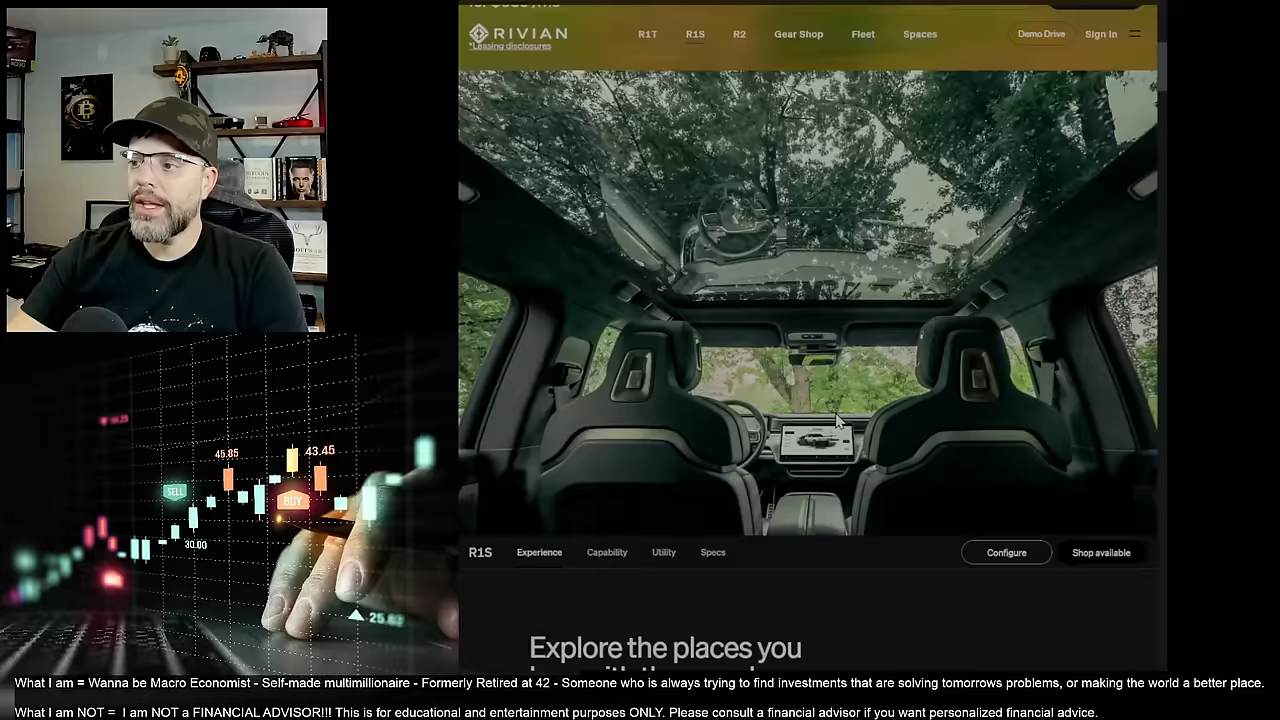 RIVIAN
*Leasing disclosures
R1T
R1S
R2
Gear Shop
Fleet
Spaces
Demo Drive
Sign In
45.85
43.45
SELL
BUY
30.00
25.63
R1S
Experience
Capability
Utility
Specs
Configure
Shop available
Explore the places you
What I am = Wanna be Macro Economist - Self-made multimillionaire - Formerly Retired at 42 - Someone who is always trying to find investments that are solving tomorrows problems, or making the world a better place.
What I am NOT = I am NOT a FINANCIAL ADVISOR!!! This is for educational and entertainment purposes ONLY. Please consult a financial advisor if you want personalized financial advice.